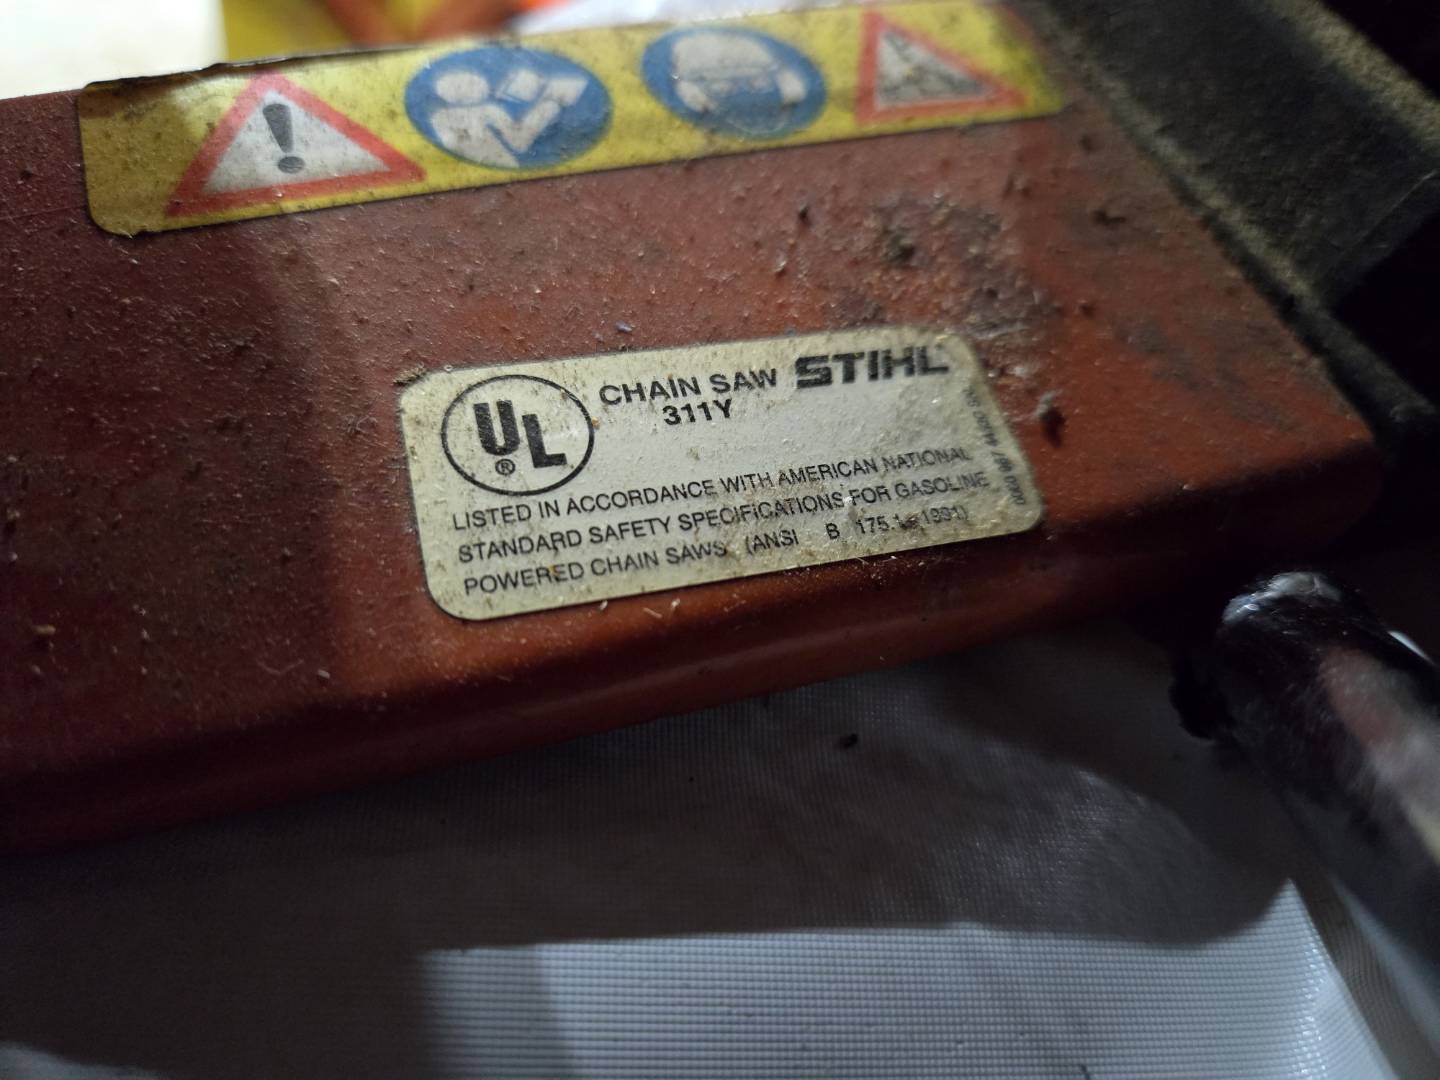 UL
®
CHAIN SAW STIHL
311Y
LISTED IN ACCORDANCE WITH AMERICAN NATIONAL
STANDARD SAFETY SPECIFICATIONS FOR GASOLINE
POWERED CHAIN SAWS (ANSI B 175.1-1991)